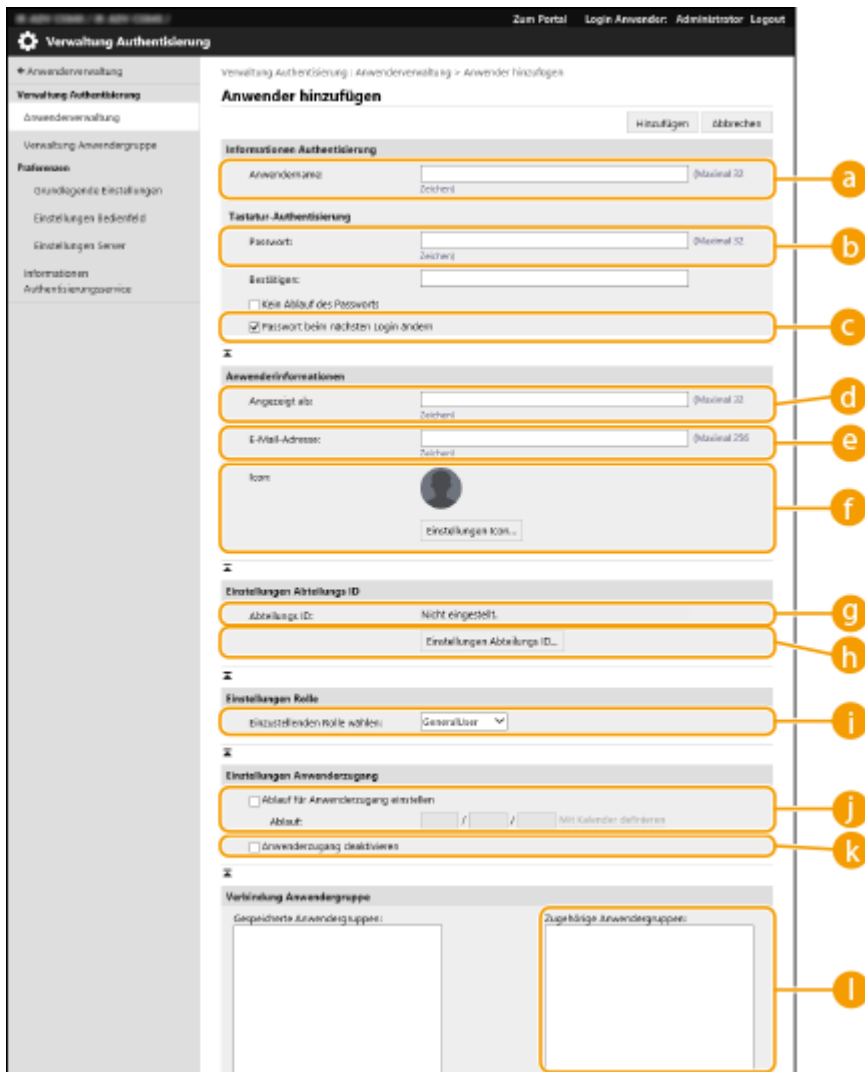 Zum Portal Login Anwender: Administrator Logout
Verwaltung Authentisierung
Anwenderverwaltung
Verwaltung Authentisierung : Anwenderverwaltung > Anwender hinzufügen
Verwaltung Authentisierung
Anwender hinzufügen
Anwenderverwaltung
Hinzufügen Abbrechen
Verwaltung Anwendergruppe
Informationen Authentisierung
Präferenzen
Anwendername: (Maximal 32
Zeichen)
a
Grundlegende Einstellungen
Einstellungen Bedienfeld
Tastatur-Authentisierung
Einstellungen Server
Passwort: (Maximal 32
Zeichen)
b
Informationen
Authentisierungsservice
Bestätigen:
Kein Ablauf des Passworts
Passwort beim nächsten Login ändern
c
Anwenderinformationen
Angezeigt als: (Maximal 32
Zeichen)
d
E-Mail-Adresse: (Maximal 256
Zeichen)
e
Icon:
f
Einstellungen Icon...
Einstellungen Abteilungs ID
Abteilungs ID: Nicht eingestellt.
g
Einstellungen Abteilungs ID...
h
Einstellungen Rolle
Einzustellenden Rolle wählen: GeneralUser
i
Einstellungen Anwenderzugang
Ablauf für Anwenderzugang einstellen
Ablauf: / / Mit Kalender definieren
j
Anwenderzugang deaktivieren
k
Verbindung Anwendergruppe
Gespeicherte Anwendergruppen: Zugehörige Anwendergruppen:
l